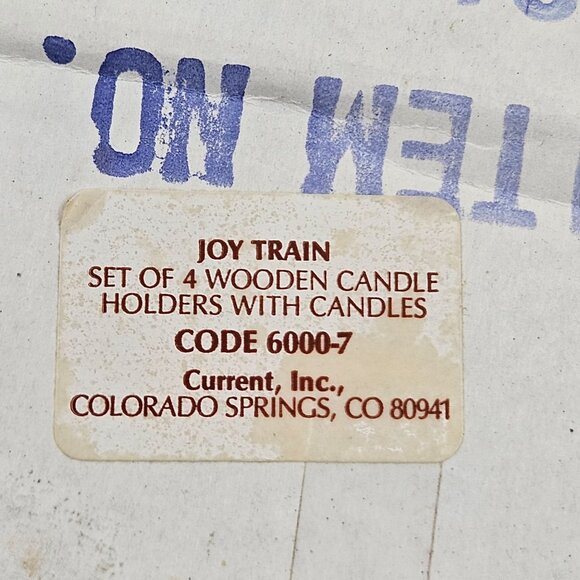 ITEM NO.
JOY TRAIN
SET OF 4 WOODEN CANDLE
HOLDERS WITH CANDLES
CODE 6000-7
Current, Inc.,
COLORADO SPRINGS, CO 80941